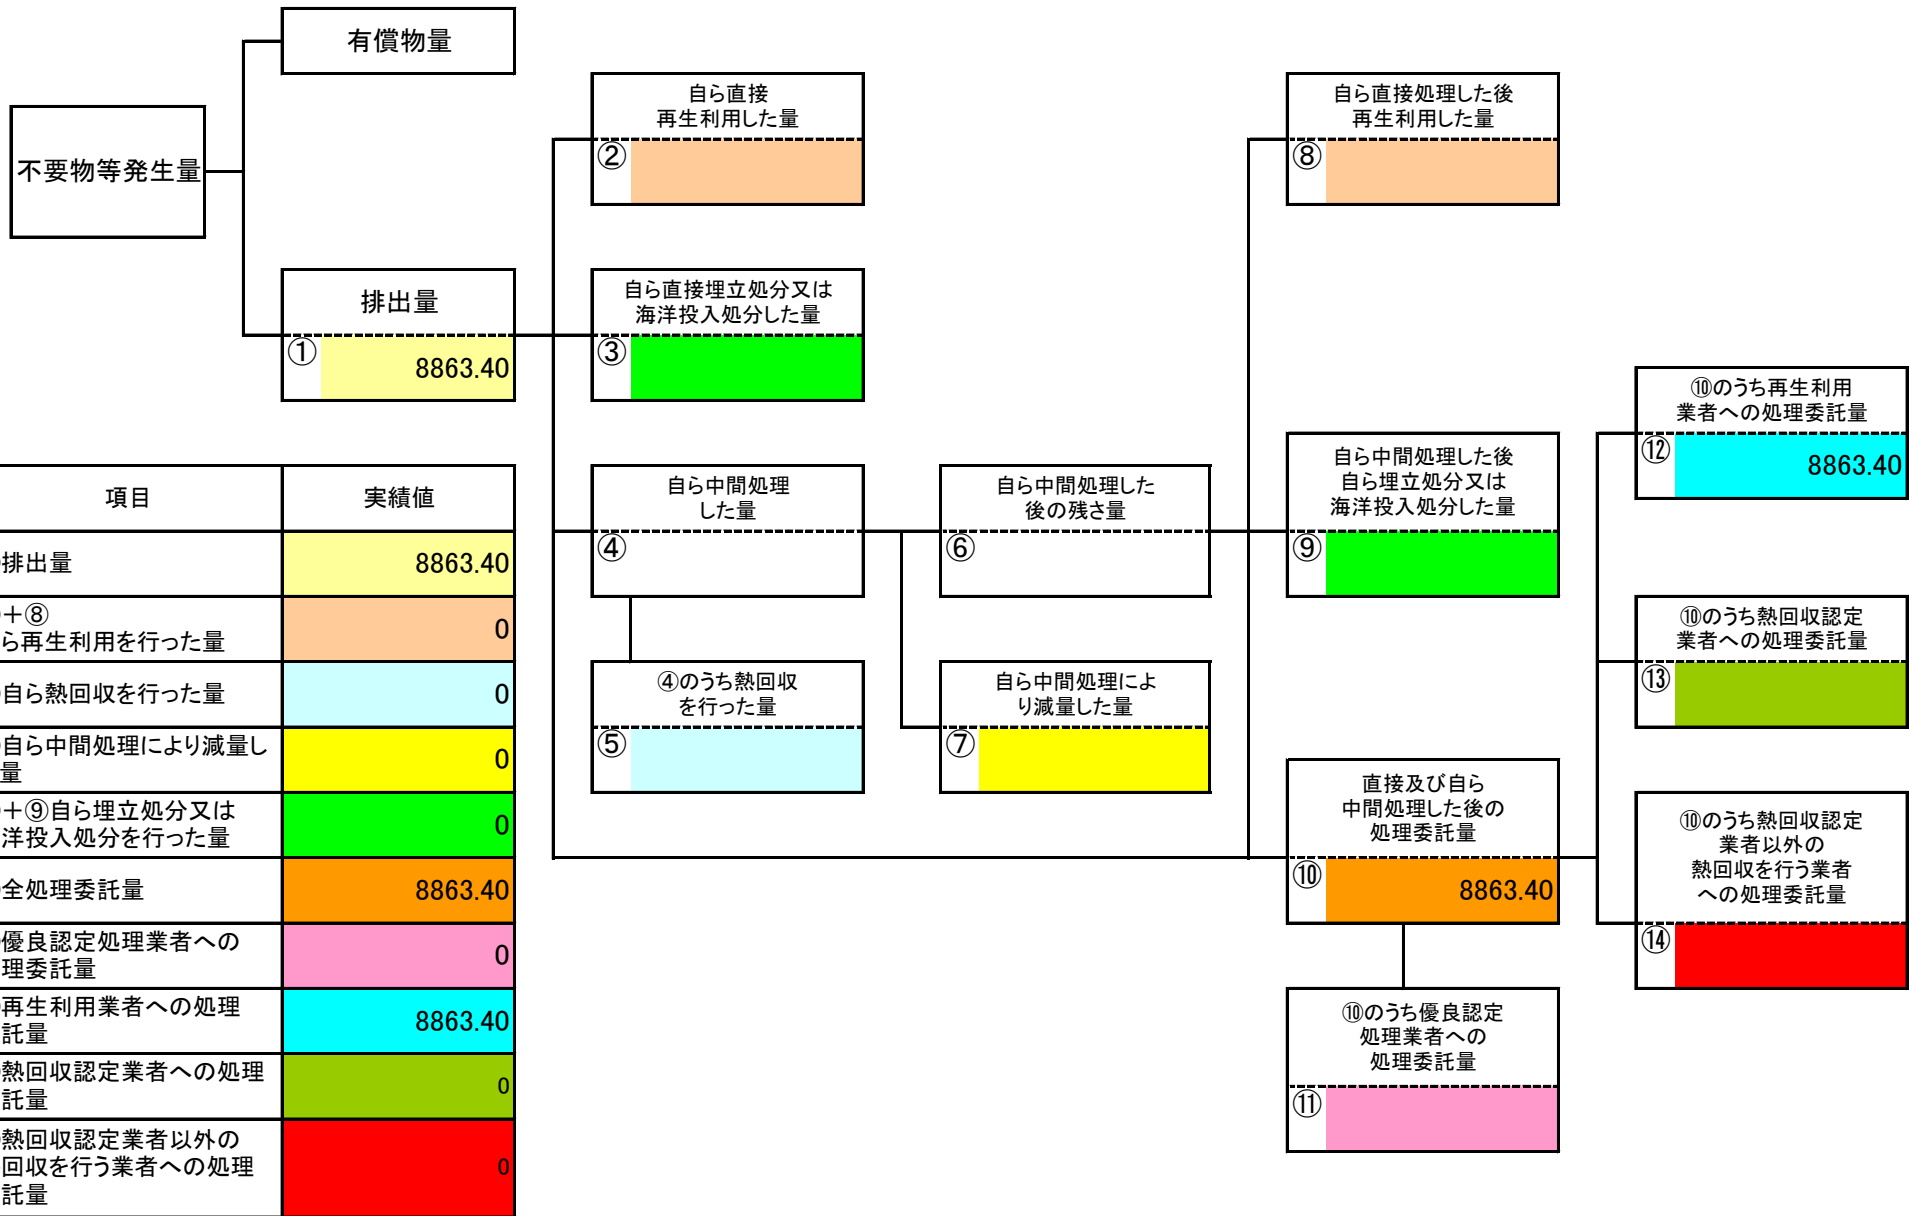 有償物量
不要物等発生量
排出量
①
8863.40
自ら直接
再生利用した量
②
自ら直接埋立処分又は
海洋投入処分した量
③
自ら中間処理
した量
④
④のうち熱回収
を行った量
⑤
自ら中間処理した
後の残さ量
⑥
自ら中間処理によ
り減量した量
⑦
自ら直接処理した後
再生利用した量
⑧
自ら中間処理した後
自ら埋立処分又は
海洋投入処分した量
⑨
直接及び自ら
中間処理した後の
処理委託量
⑩
8863.40
⑩のうち優良認定
処理業者への
処理委託量
⑪
⑩のうち再生利用
業者への処理委託量
⑫
8863.40
⑩のうち熱回収認定
業者への処理委託量
⑬
⑩のうち熱回収認定
業者以外の
熱回収を行う業者
への処理委託量
⑭
項目
実績値
排出量
8863.40
+⑧
ら再生利用を行った量
0
自ら熱回収を行った量
0
自ら中間処理により減量し
量
0
+⑨自ら埋立処分又は
洋投入処分を行った量
0
全処理委託量
8863.40
優良認定処理業者への
理委託量
0
再生利用業者への処理
託量
8863.40
熱回収認定業者への処理
託量
0
熱回収認定業者以外の
回収を行う業者への処理
託量
0